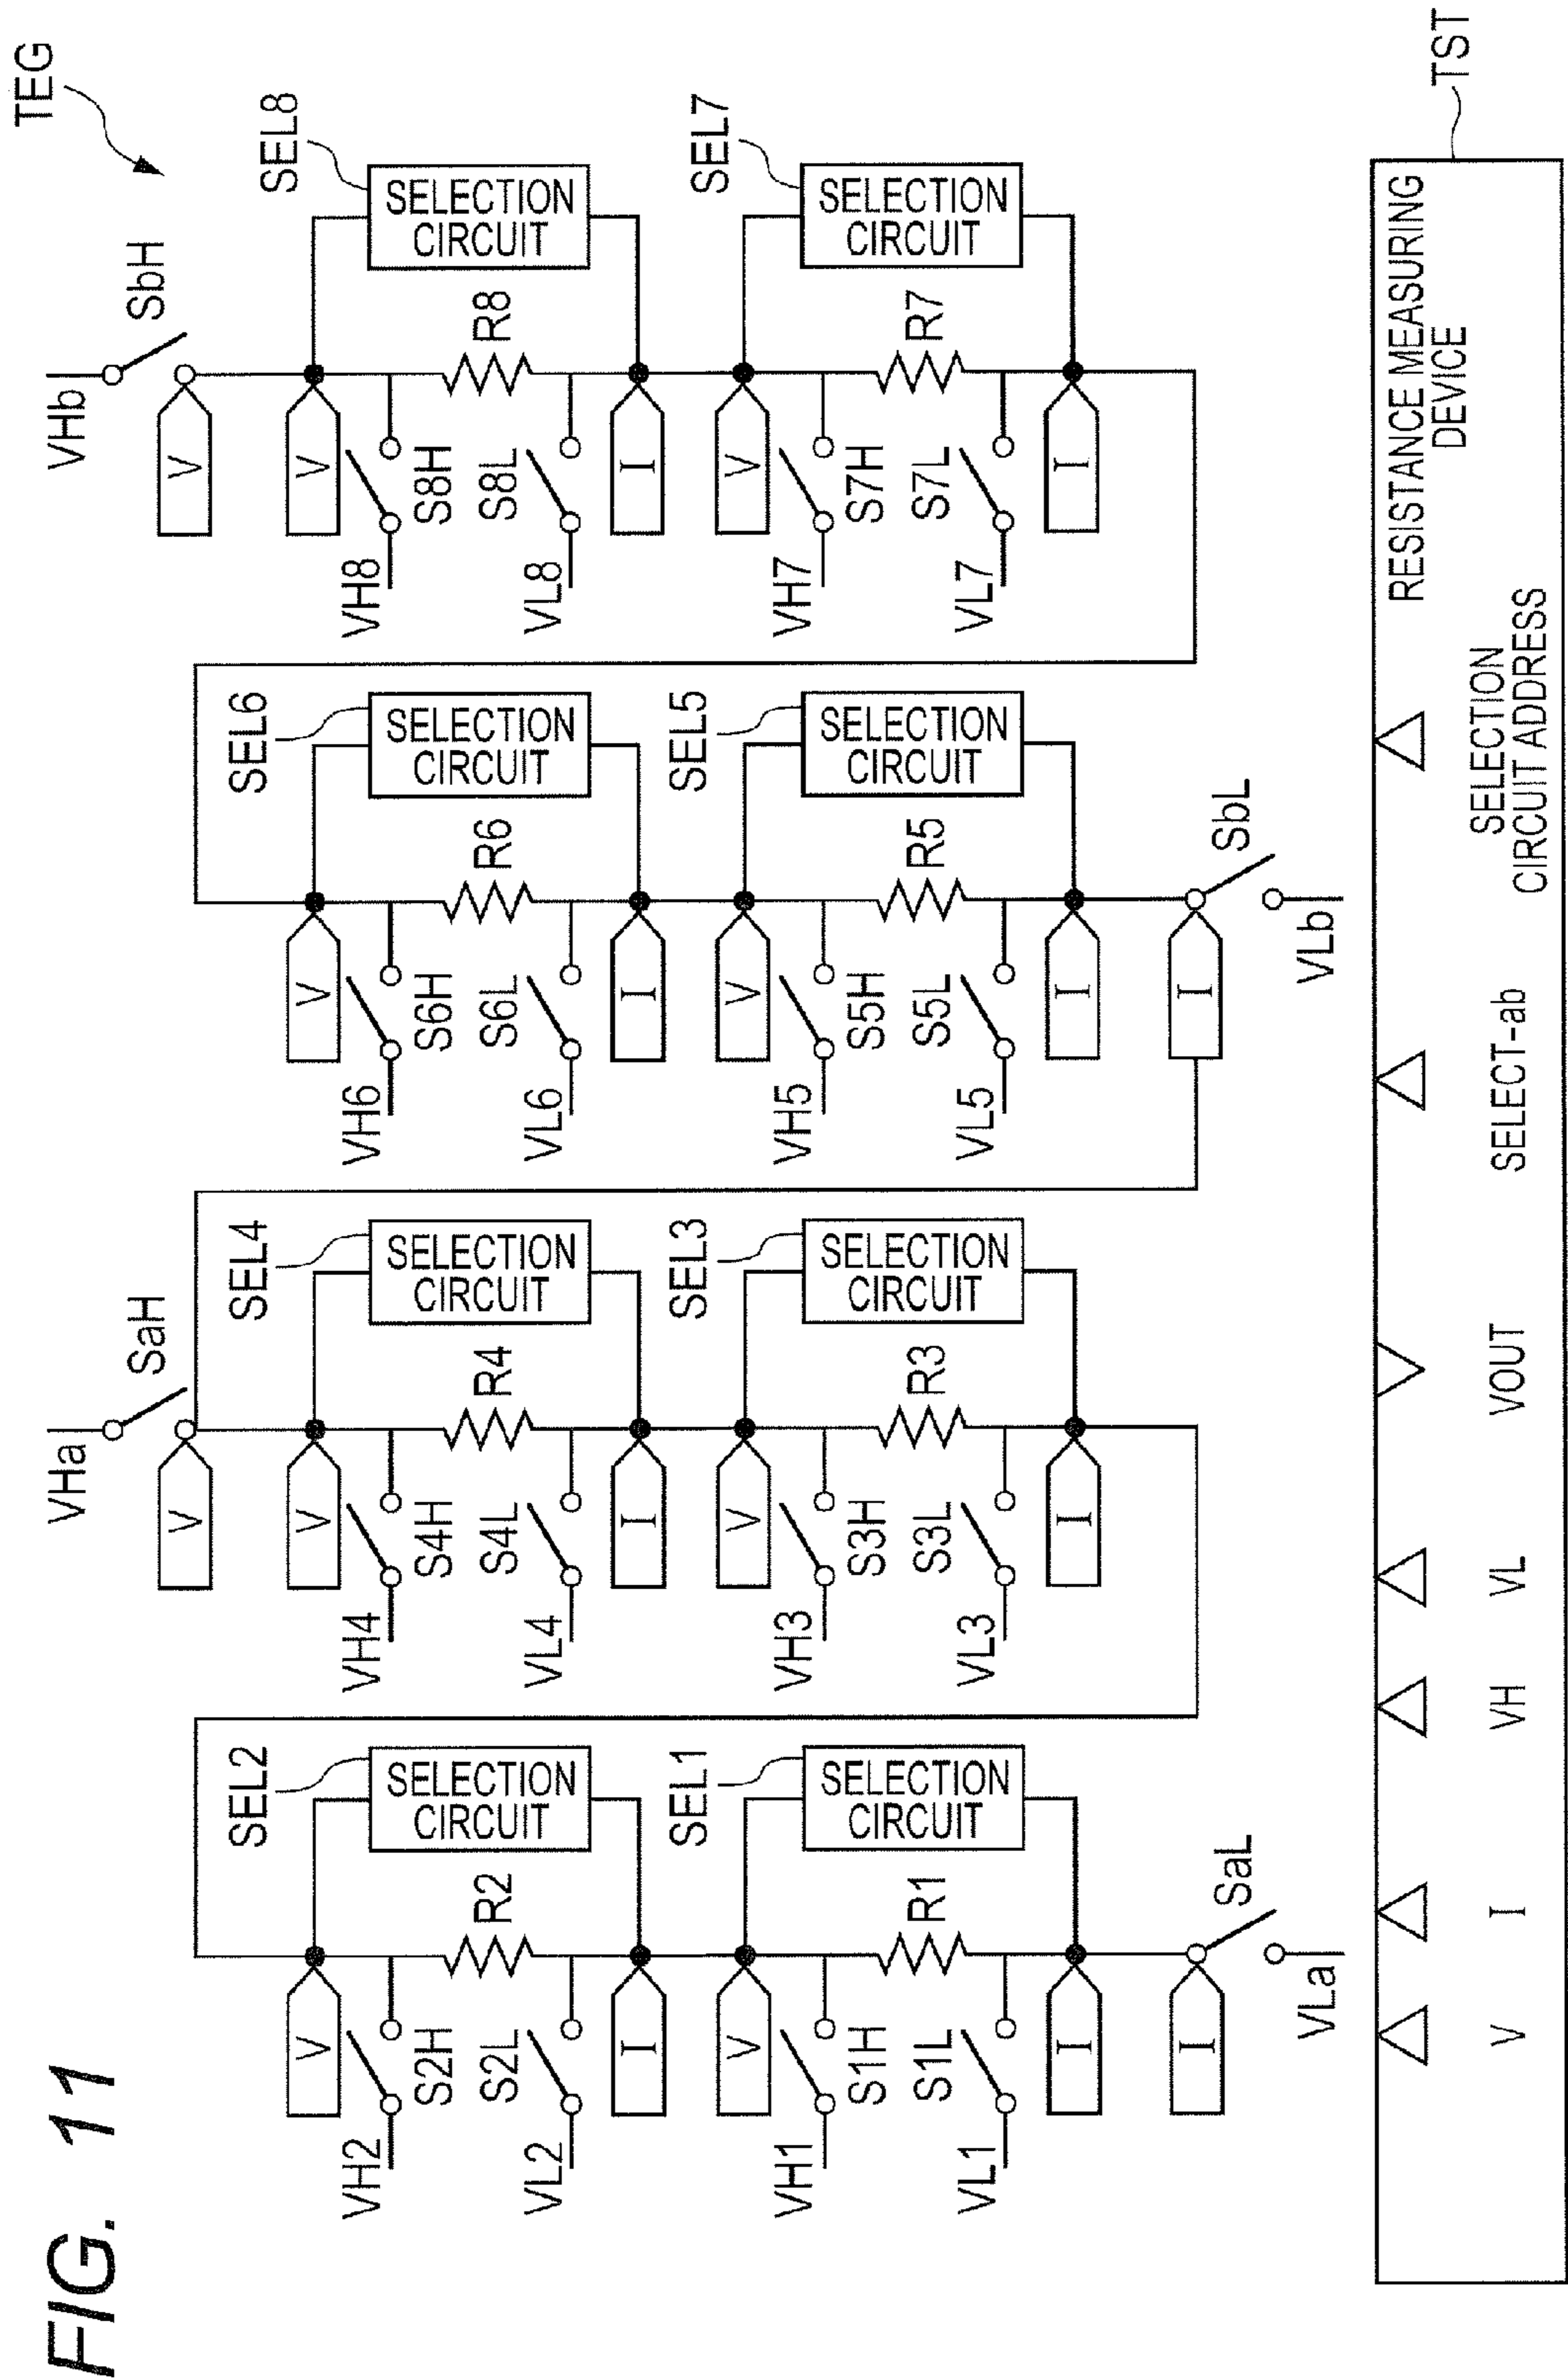 FIG. 11
TEG
VHa
SaH
VHb
SbH
V
V
SEL2
V
VH2
S2H
R2
SELECTION
CIRCUIT
VL2
S2L
I
SEL4
V
VH4
S4H
R4
SELECTION
CIRCUIT
VL4
S4L
I
SEL6
V
VH6
S6H
R6
SELECTION
CIRCUIT
VL6
S6L
I
SEL8
V
VH8
S8H
R8
SELECTION
CIRCUIT
VL8
S8L
I
SEL1
V
VH1
S1H
R1
SELECTION
CIRCUIT
VL1
S1L
I
SEL3
V
VH3
S3H
R3
SELECTION
CIRCUIT
VL3
S3L
I
SEL5
V
VH5
S5H
R5
SELECTION
CIRCUIT
VL5
S5L
I
SEL7
V
VH7
S7H
R7
SELECTION
CIRCUIT
VL7
S7L
I
I
SaL
VLa
I
SbL
VLb
RESISTANCE MEASURING
DEVICE
TST
V
I
VH
VL
VOUT
SELECT-ab
SELECTION
CIRCUIT ADDRESS